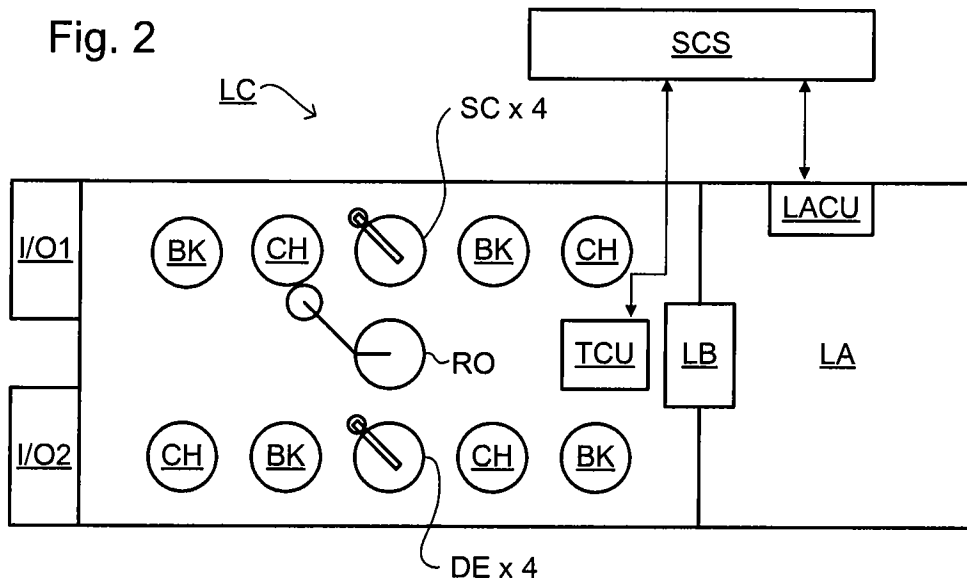 Fig. 2
SCS
LC
SC x 4
LACU
I/O1
BK
CH
BK
CH
TCU
LB
LA
RO
I/O2
CH
BK
CH
BK
DE x 4